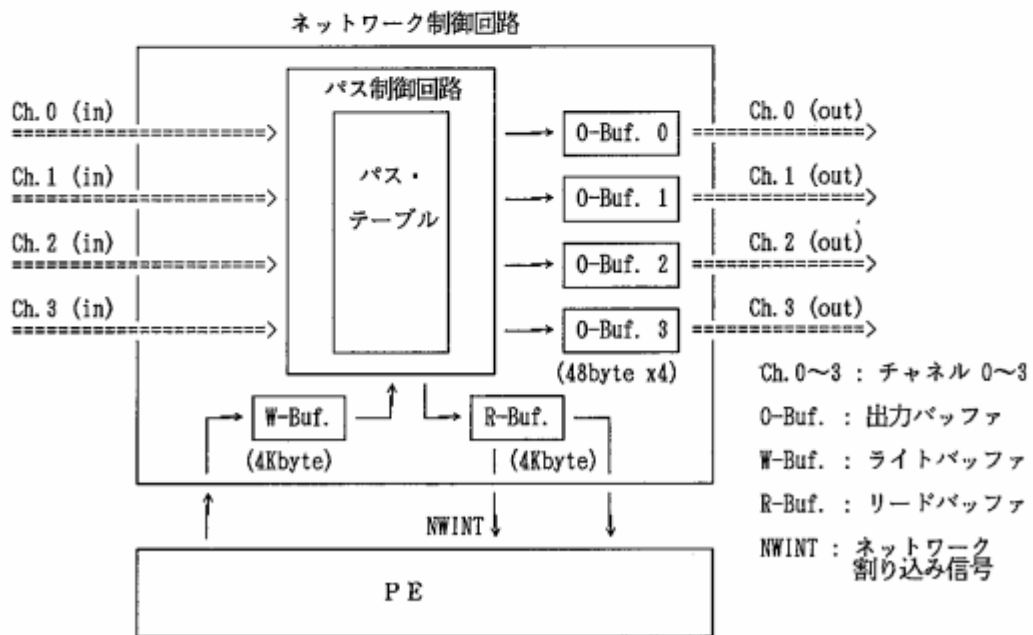 ネットワーク制御回路
パス制御回路
パス・
テーブル
Ch.0 (in)
Ch.1 (in)
Ch.2 (in)
Ch.3 (in)
O-Buf. 0
O-Buf. 1
O-Buf. 2
O-Buf. 3
(48byte x4)
Ch.0 (out)
Ch.1 (out)
Ch.2 (out)
Ch.3 (out)
W-Buf.
(4Kbyte)
R-Buf.
(4Kbyte)
NWINT
PE
Ch.0〜3 : チャネル 0〜3
O-Buf. : 出力バッファ
W-Buf. : ライトバッファ
R-Buf. : リードバッファ
NWINT : ネットワーク
割り込み信号